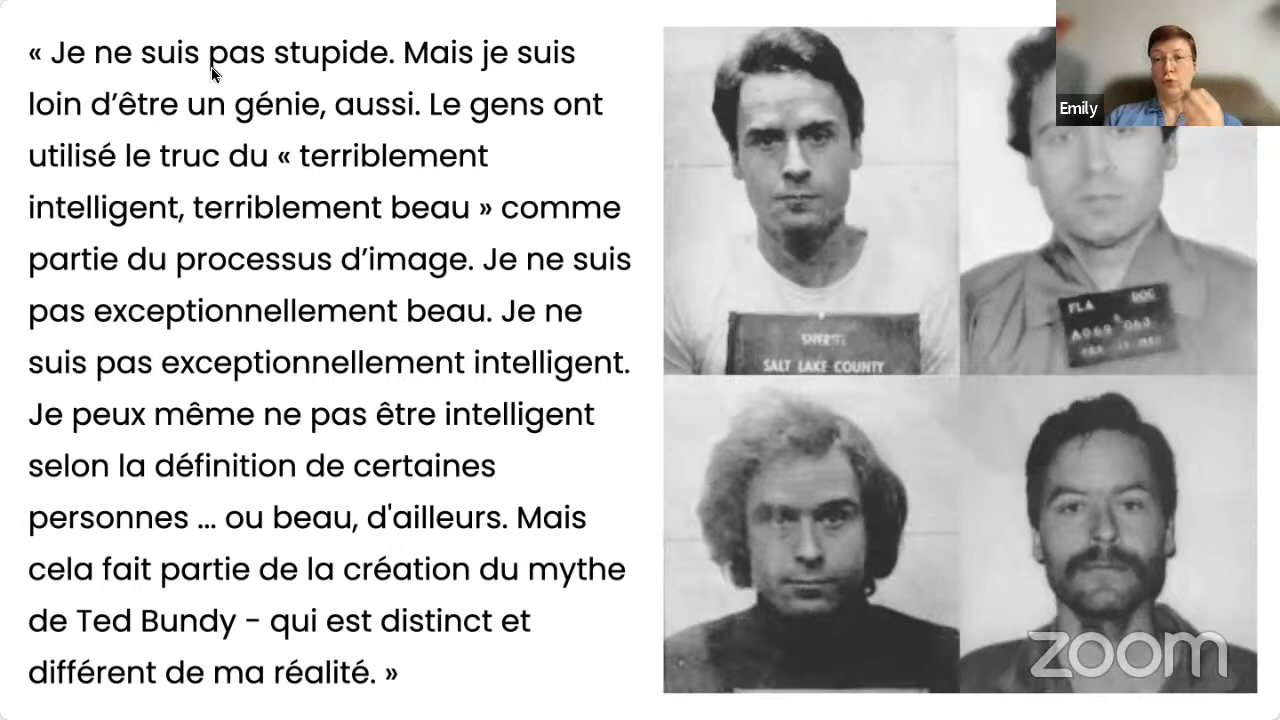 « Je ne suis pas stupide. Mais je suis
loin d'être un génie, aussi. Le gens ont
utilisé le truc du « terriblement
intelligent, terriblement beau » comme
partie du processus d'image. Je ne suis
pas exceptionnellement beau. Je ne
suis pas exceptionnellement intelligent.
Je peux même ne pas être intelligent
selon la définition de certaines
personnes ... ou beau, d'ailleurs. Mais
cela fait partie de la création du mythe
de Ted Bundy - qui est distinct et
différent de ma réalité. »
SHERIFF
SALT LAKE COUNTY
FLA DOC
A069 063
Emily
zoom